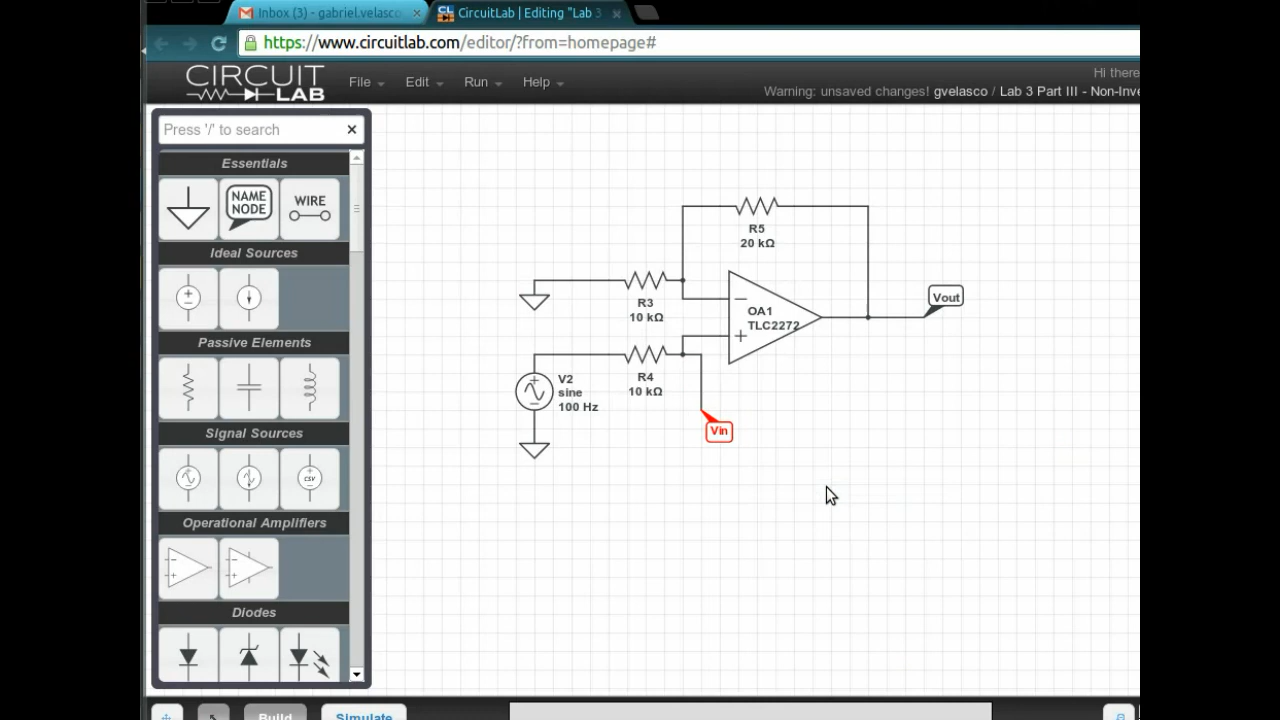 Inbox (3) - gabriel.velasco
CircuitLab | Editing "Lab 3
https://www.circuitlab.com/editor/?from=homepage#
CIRCUIT LAB
File
Edit
Run
Help
Hi there
Warning: unsaved changes! gvelasco / Lab 3 Part III - Non-Inve
Press '/' to search
Essentials
NAME NODE
WIRE
Ideal Sources
Passive Elements
Signal Sources
csv
Operational Amplifiers
Diodes
Build
Simulate
R5
20 kΩ
R3
10 kΩ
OA1
TLC2272
Vout
V2
sine
100 Hz
R4
10 kΩ
Vin